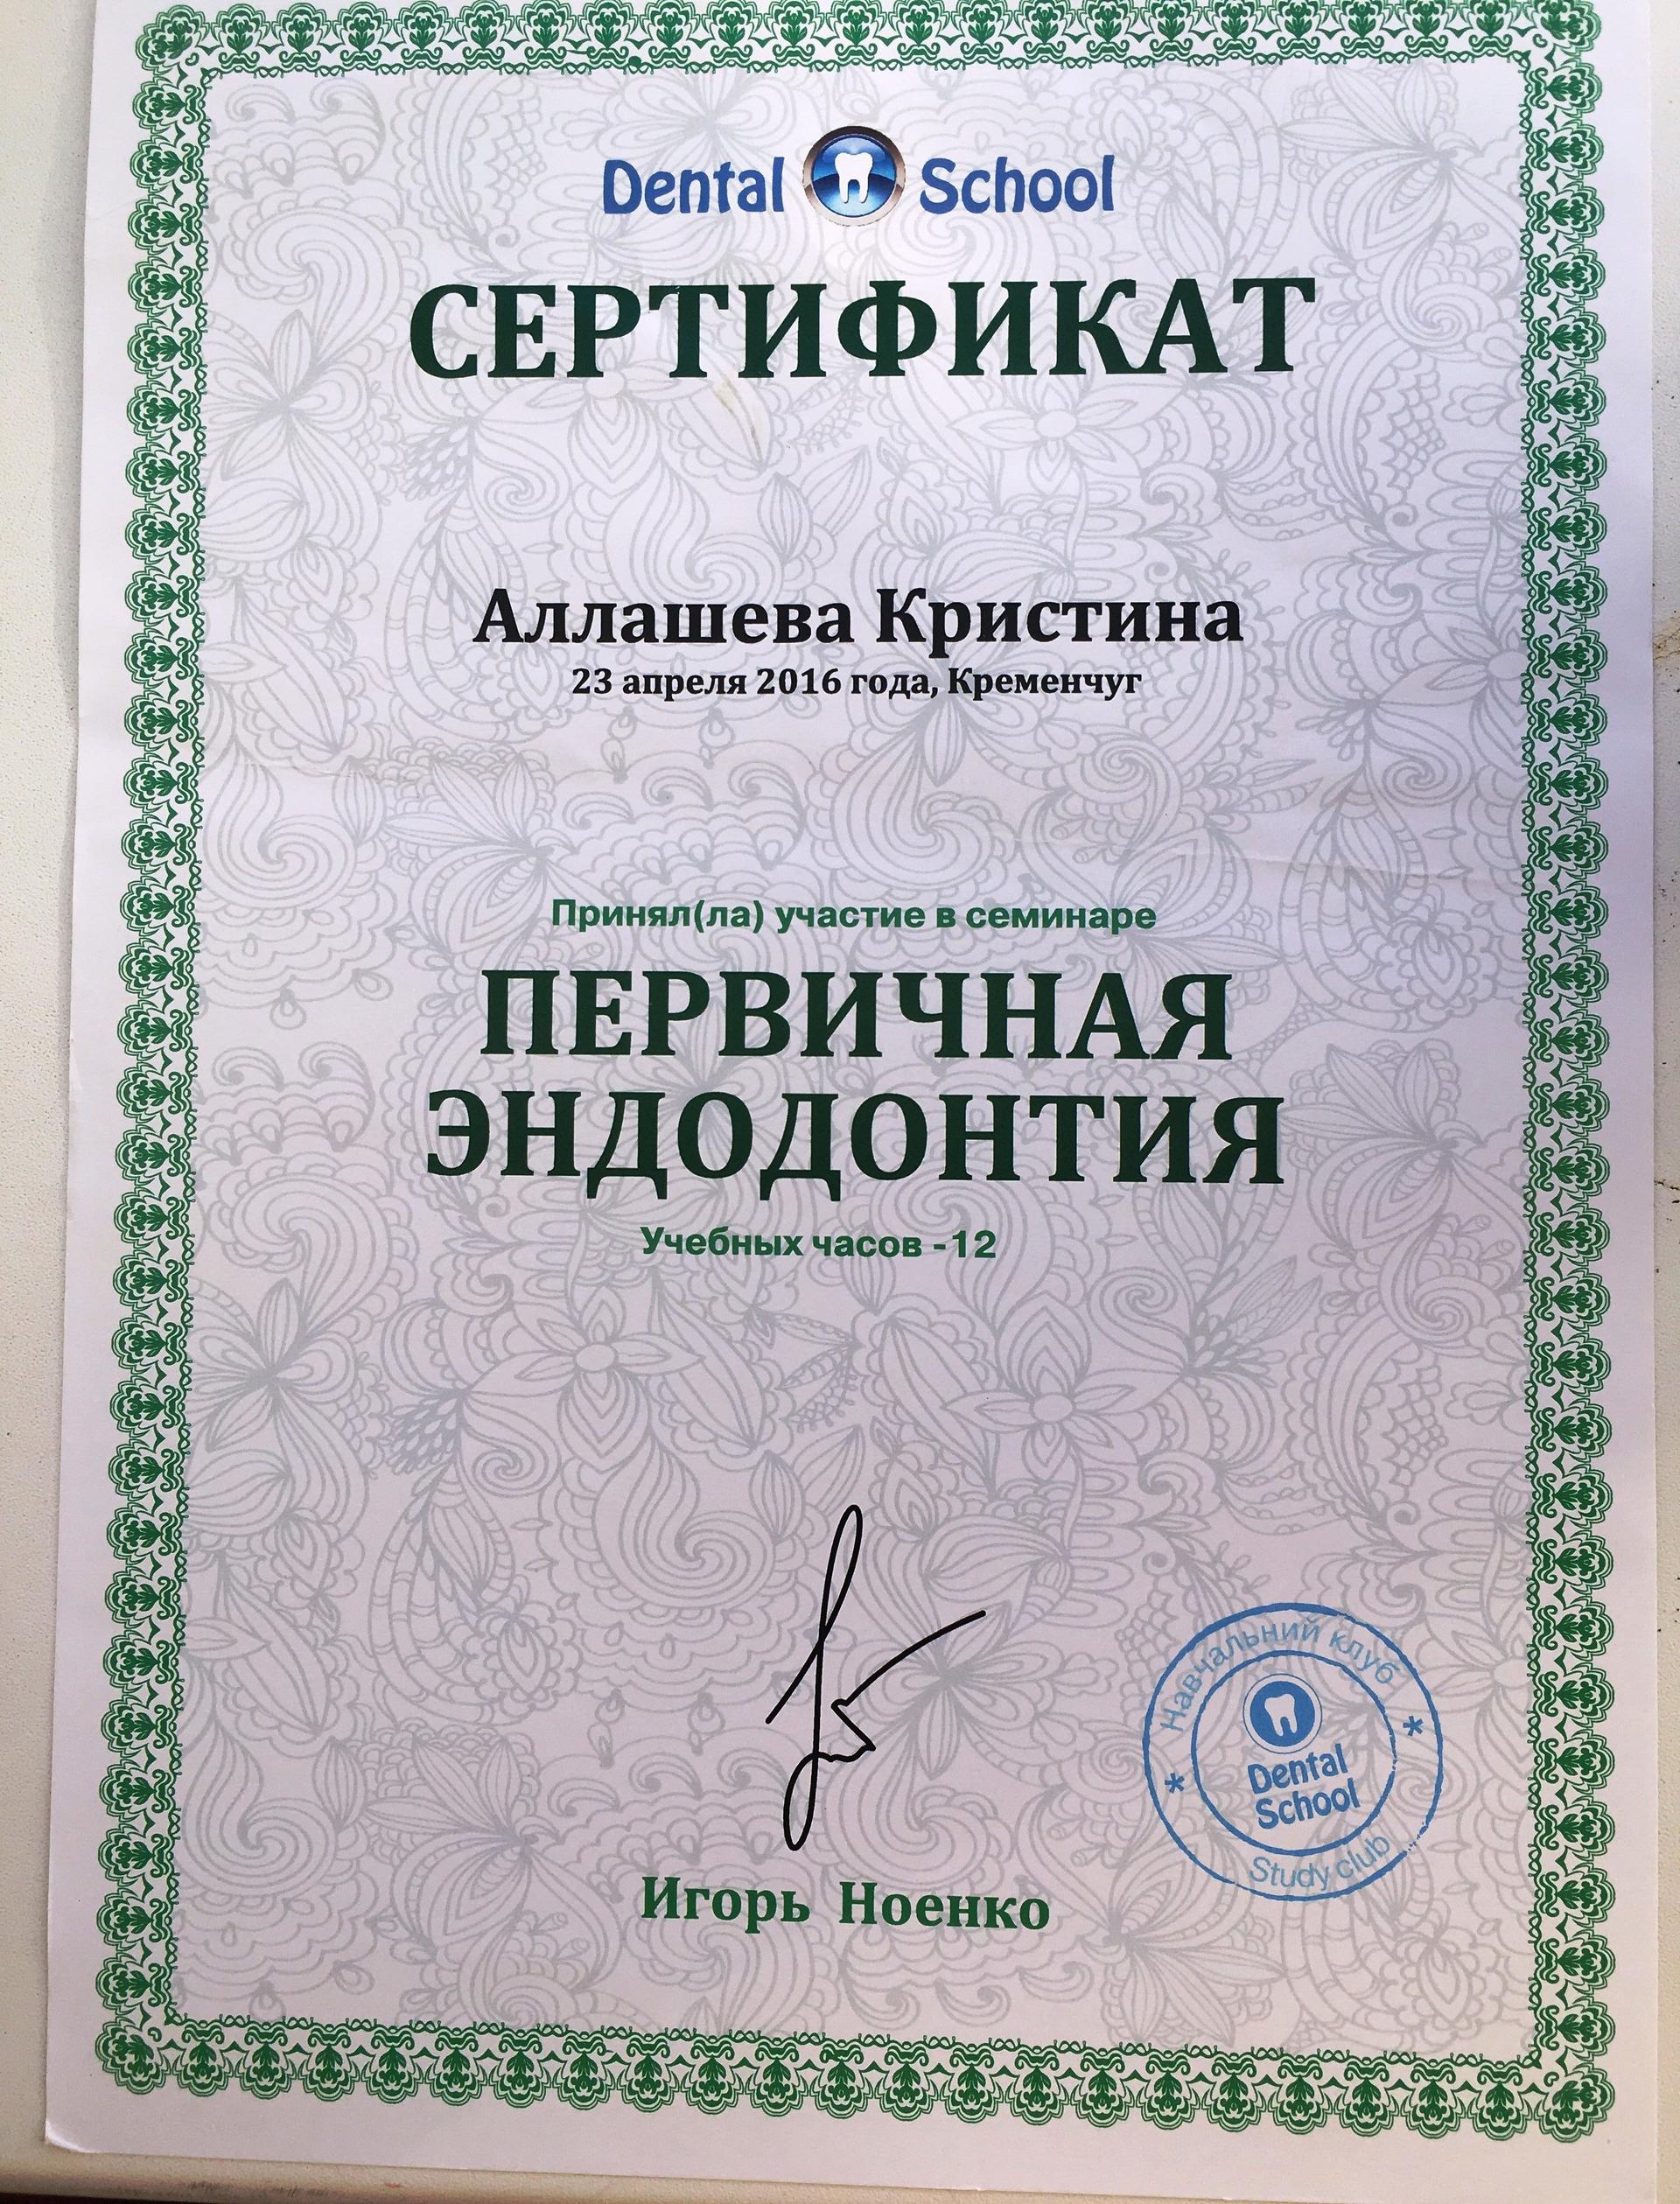 Dental School
СЕРТИФИКАТ
Аллашева Кристина
23 апреля 2016 года, Кременчуг
Принял(ла) участие в семинаре
ПЕРВИЧНАЯ
ЭНДОДОНТИЯ
Учебных часов - 12
Игорь Ноенко
Навчальний клуб
Dental
School
Study club